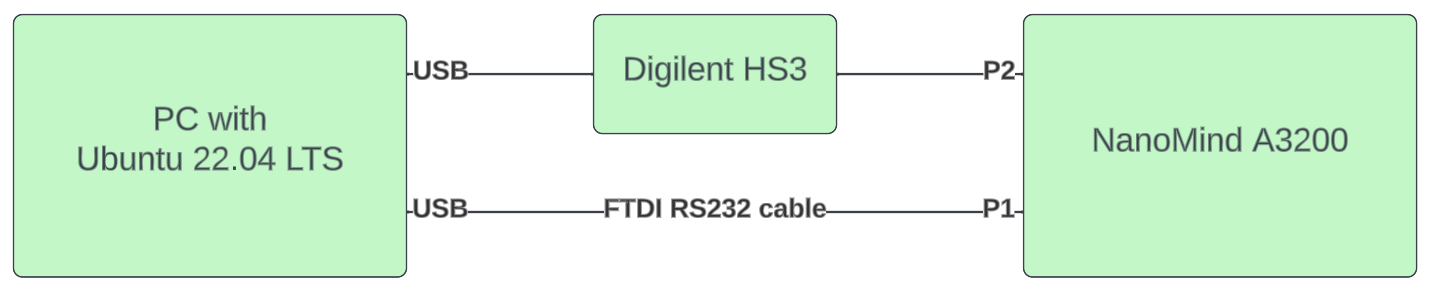 USB
Digilent HS3
P2
PC with
Ubuntu 22.04 LTS
NanoMind A3200
USB
FTDI RS232 cable
P1